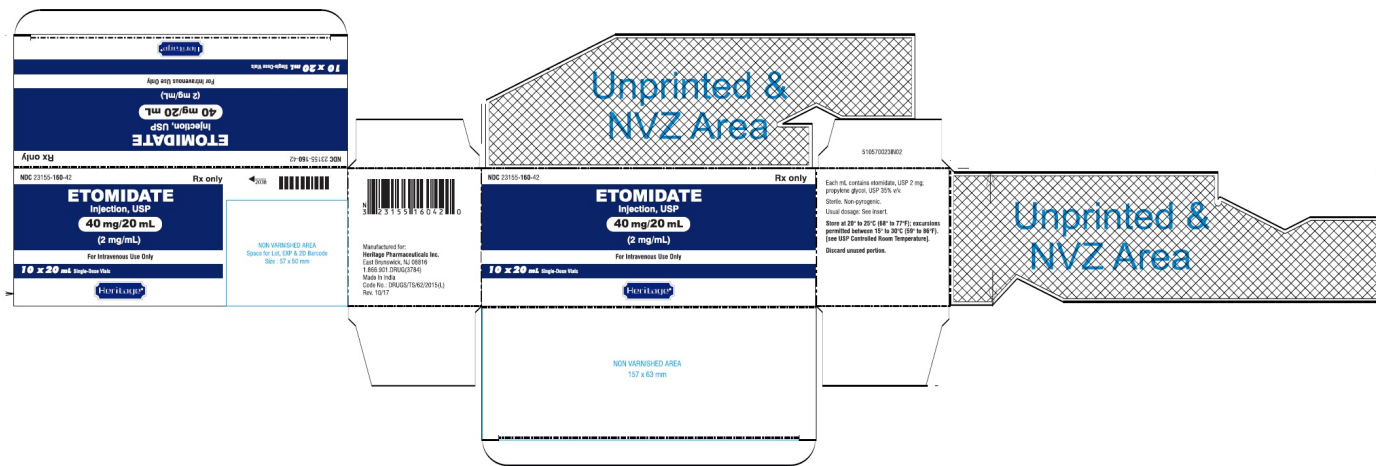 Heritage
10 x 20 mL Single-Dose Vials
For Intravenous Use Only
(2 mg/mL)
40 mg/20 mL
Injection, USP
ETOMIDATE
NDC 23155-160-42
Rx only
NDC 23155-160-42
Rx only
ETOMIDATE
Injection, USP
40 mg/20 mL
(2 mg/mL)
For Intravenous Use Only
10 x 20 mL Single-Dose Vials
Heritage
2038
NON VARNISHED AREA
Space for Lot, EXP & 2D Barcode
Size : 57 x 50 mm
N
3 23155 16042 0
Manufactured for:
Heritage Pharmaceuticals Inc.
East Brunswick, NJ 08816
1.866.901.DRUG(3784)
Made in India
Code No.: DRUGS/TS/62/2015(L)
Rev. 10/17
Unprinted &
NVZ Area
NDC 23155-160-42
Rx only
ETOMIDATE
Injection, USP
40 mg/20 mL
(2 mg/mL)
For Intravenous Use Only
10 x 20 mL Single-Dose Vials
Heritage
NON VARNISHED AREA
157 x 63 mm
510570023IN02
Each mL contains etomidate, USP 2 mg;
propylene glycol, USP 35% v/v.
Sterile, Non-pyrogenic.
Usual dosage: See insert.
Store at 20° to 25°C (68° to 77°F); excursions
permitted between 15° to 30°C (59° to 86°F).
[see USP Controlled Room Temperature].
Discard unused portion.
Unprinted &
NVZ Area